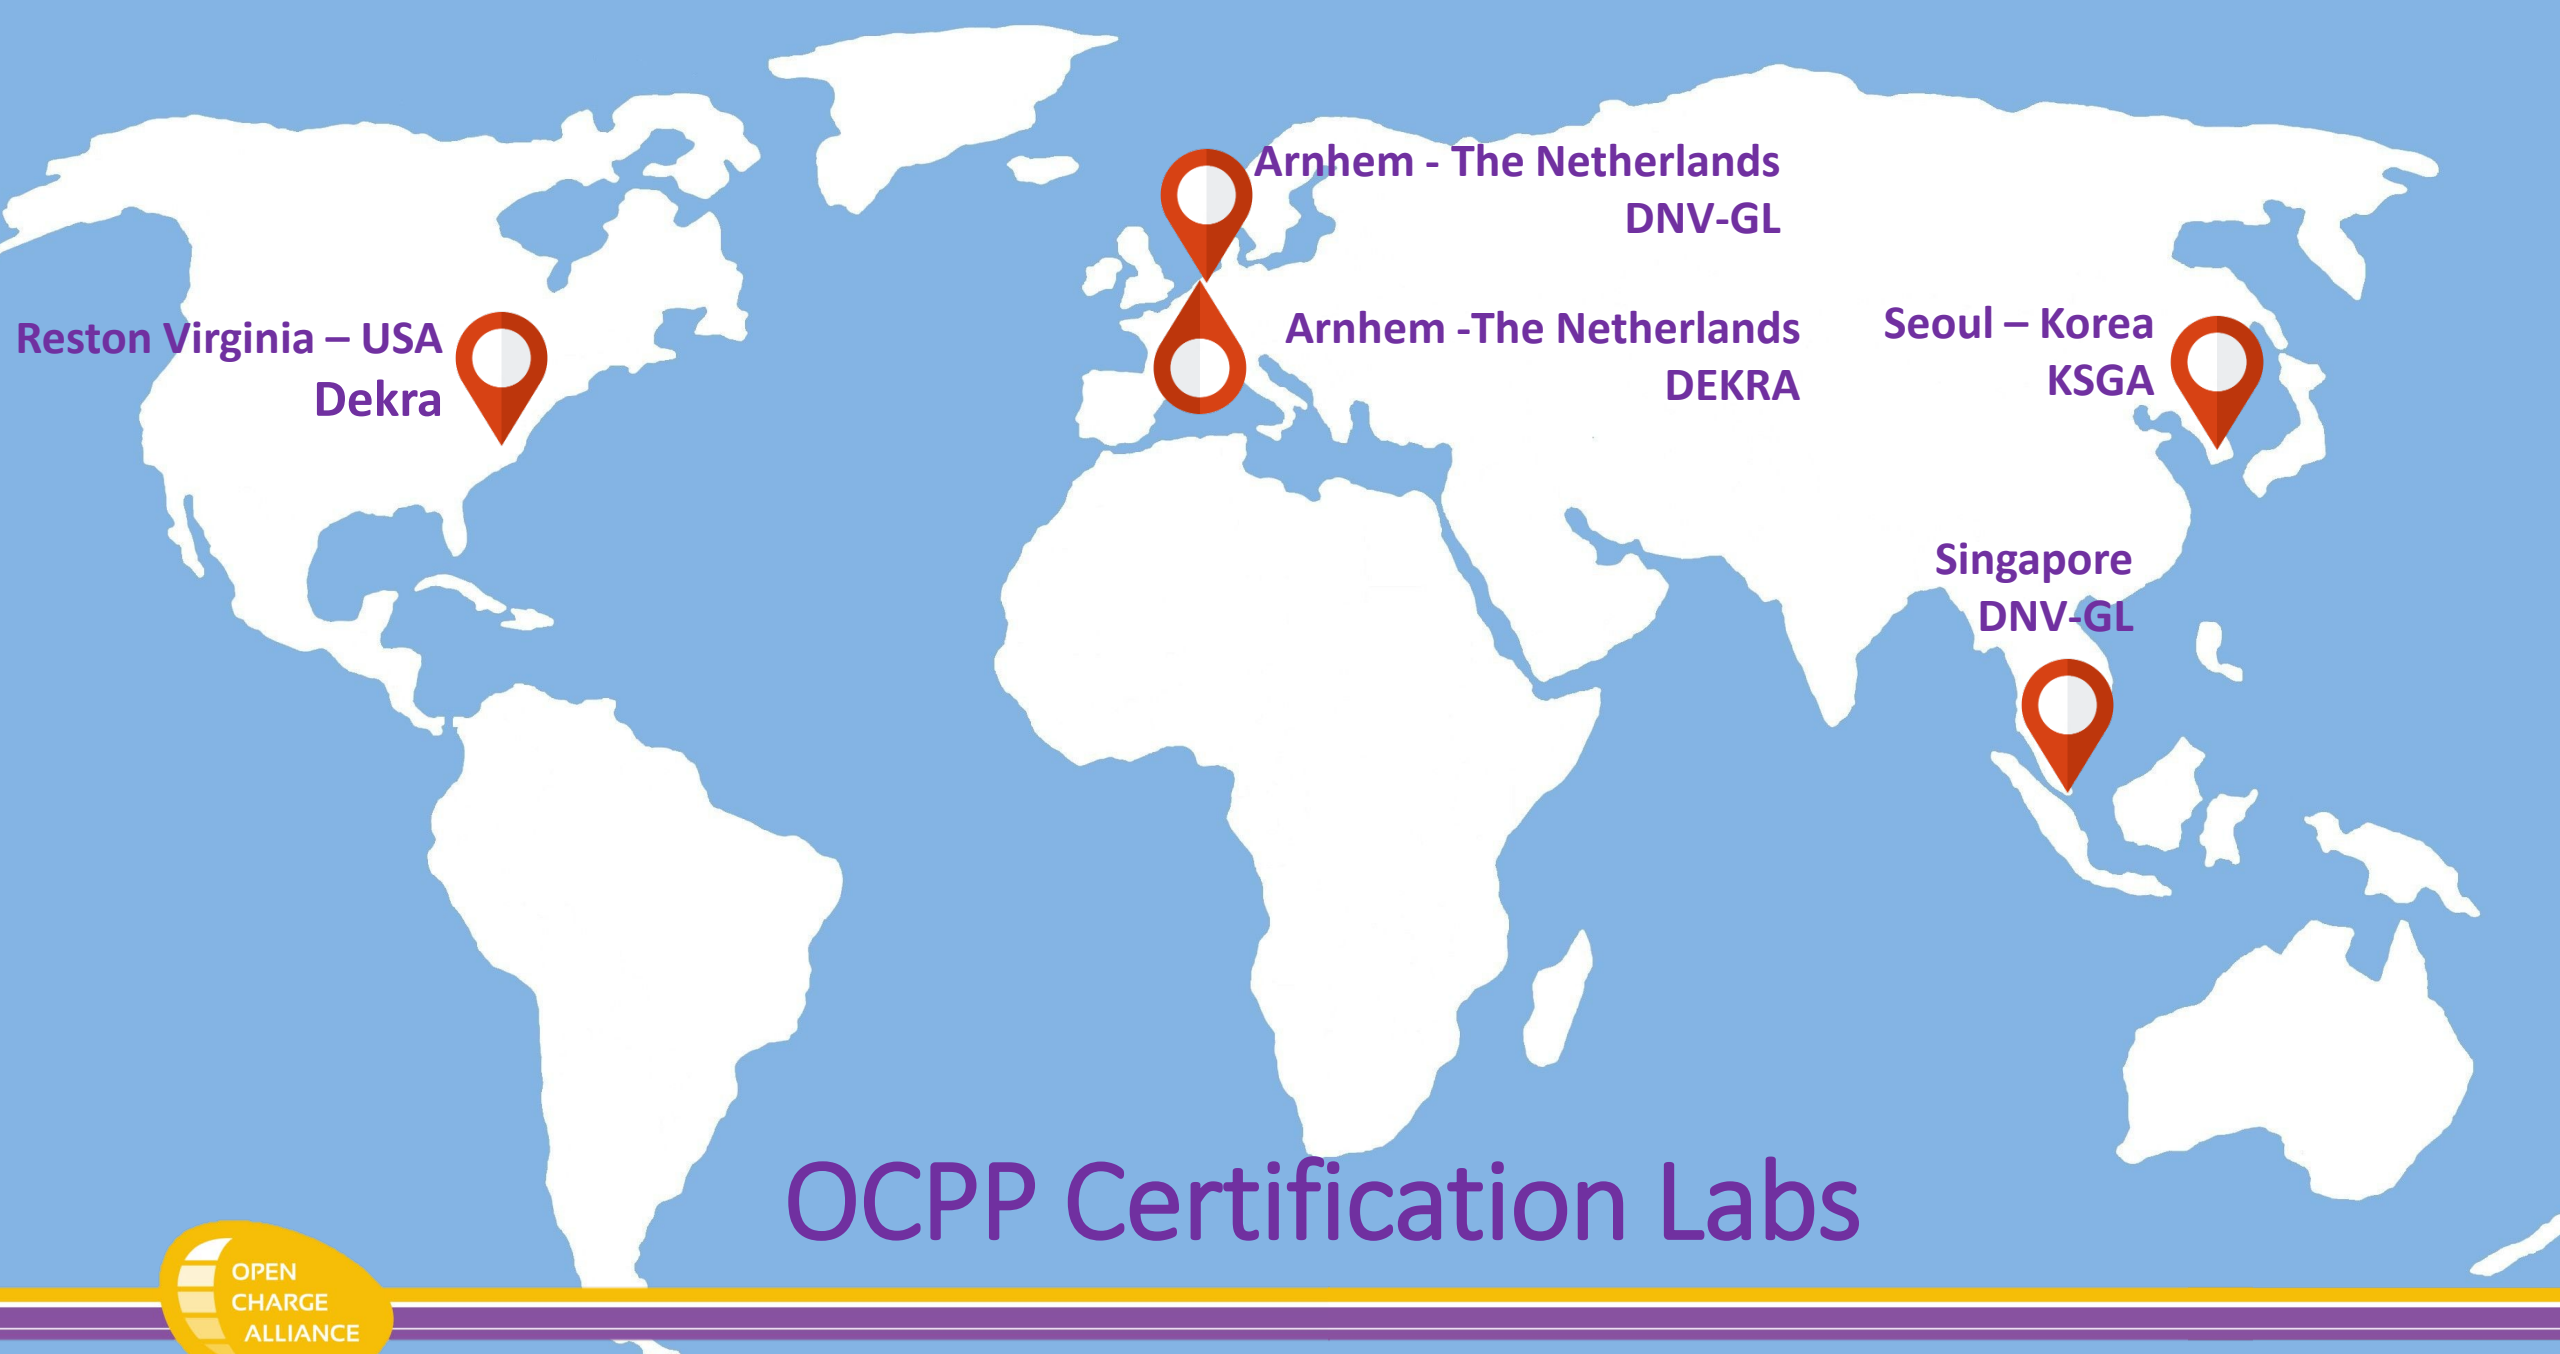 Arnhem - The Netherlands
DNV-GL
Reston Virginia – USA
Dekra
Arnhem -The Netherlands
DEKRA
Seoul – Korea
KSGA
Singapore
DNV-GL
OCPP Certification Labs
OPEN
CHARGE
ALLIANCE